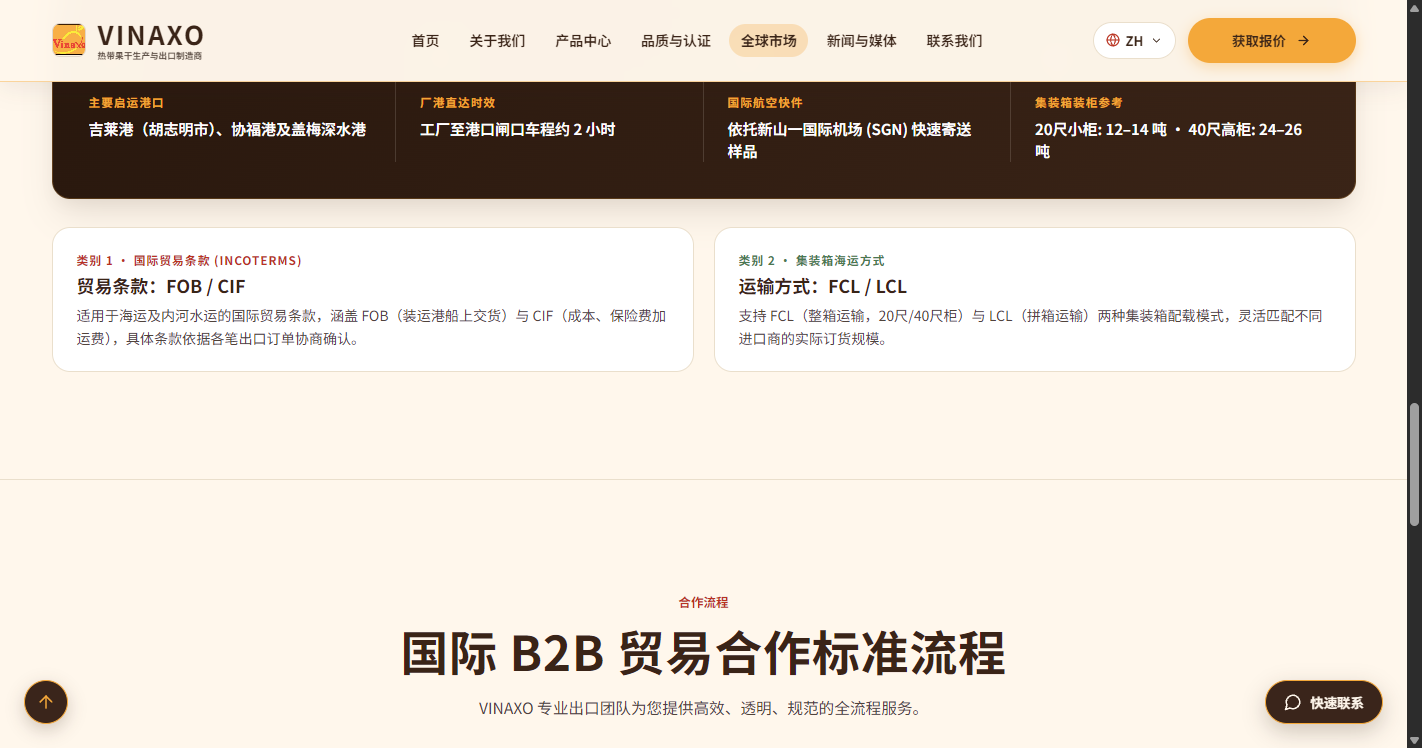 Vinaxo
VINAXO
热带果干生产与出口制造商
首页
关于我们
产品中心
品质与认证
全球市场
新闻与媒体
联系我们
ZH
获取报价
主要启运港口
吉莱港（胡志明市）、协福港及盖梅深水港
厂港直达时效
工厂至港口闸口车程约 2 小时
国际航空快件
依托新山一国际机场 (SGN) 快速寄送
样品
集装箱装柜参考
20尺小柜: 12–14 吨 • 40尺高柜: 24–26
吨
类别 1 • 国际贸易条款 (INCOTERMS)
贸易条款：FOB / CIF
适用于海运及内河水运的国际贸易条款，涵盖 FOB（装运港船上交货）与 CIF（成本、保险费加
运费），具体条款依据各笔出口订单协商确认。
类别 2 • 集装箱海运方式
运输方式：FCL / LCL
支持 FCL（整箱运输，20尺/40尺柜）与 LCL（拼箱运输）两种集装箱配载模式，灵活匹配不同
进口商的实际订货规模。
合作流程
国际 B2B 贸易合作标准流程
VINAXO 专业出口团队为您提供高效、透明、规范的全流程服务。
快速联系